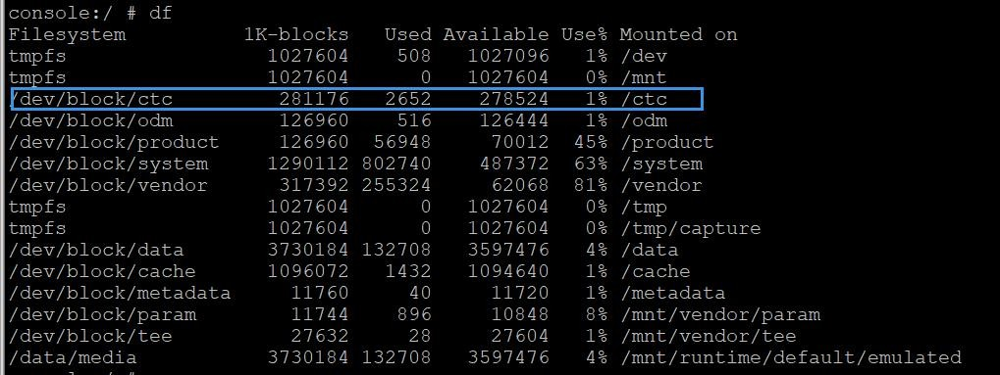 console:/ # df
Filesystem 1K-blocks Used Available Use% Mounted on
tmpfs 1027604 508 1027096 1% /dev
tmpfs 1027604 0 1027604 0% /mnt
/dev/block/ctc 281176 2652 278524 1% /ctc
/dev/block/odm 126960 516 126444 1% /odm
/dev/block/product 126960 56948 70012 45% /product
/dev/block/system 1290112 802740 487372 63% /system
/dev/block/vendor 317392 255324 62068 81% /vendor
tmpfs 1027604 0 1027604 0% /tmp
tmpfs 1027604 0 1027604 0% /tmp/capture
/dev/block/data 3730184 132708 3597476 4% /data
/dev/block/cache 1096072 1432 1094640 1% /cache
/dev/block/metadata 11760 40 11720 1% /metadata
/dev/block/param 11744 896 10848 8% /mnt/vendor/param
/dev/block/tee 27632 28 27604 1% /mnt/vendor/tee
/data/media 3730184 132708 3597476 4% /mnt/runtime/default/emulated